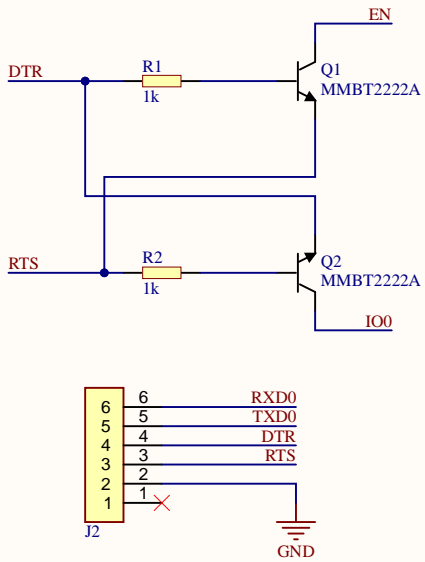 EN
DTR
R1
1k
Q1
MMBT2222A
RTS
R2
1k
Q2
MMBT2222A
IO0
6 6 RXD0
5 5 TXD0
4 4 DTR
3 3 RTS
2 2
1 1
J2
GND